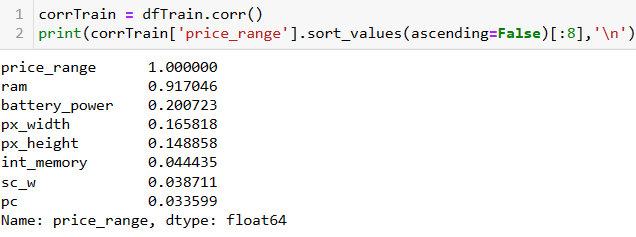 1 corrTrain = dfTrain.corr()
2 print(corrTrain['price_range'].sort_values(ascending=False)[:8],'\n')
price_range     1.000000
ram             0.917046
battery_power   0.200723
px_width        0.165818
px_height       0.148858
int_memory      0.044435
sc_w            0.038711
pc              0.033599
Name: price_range, dtype: float64